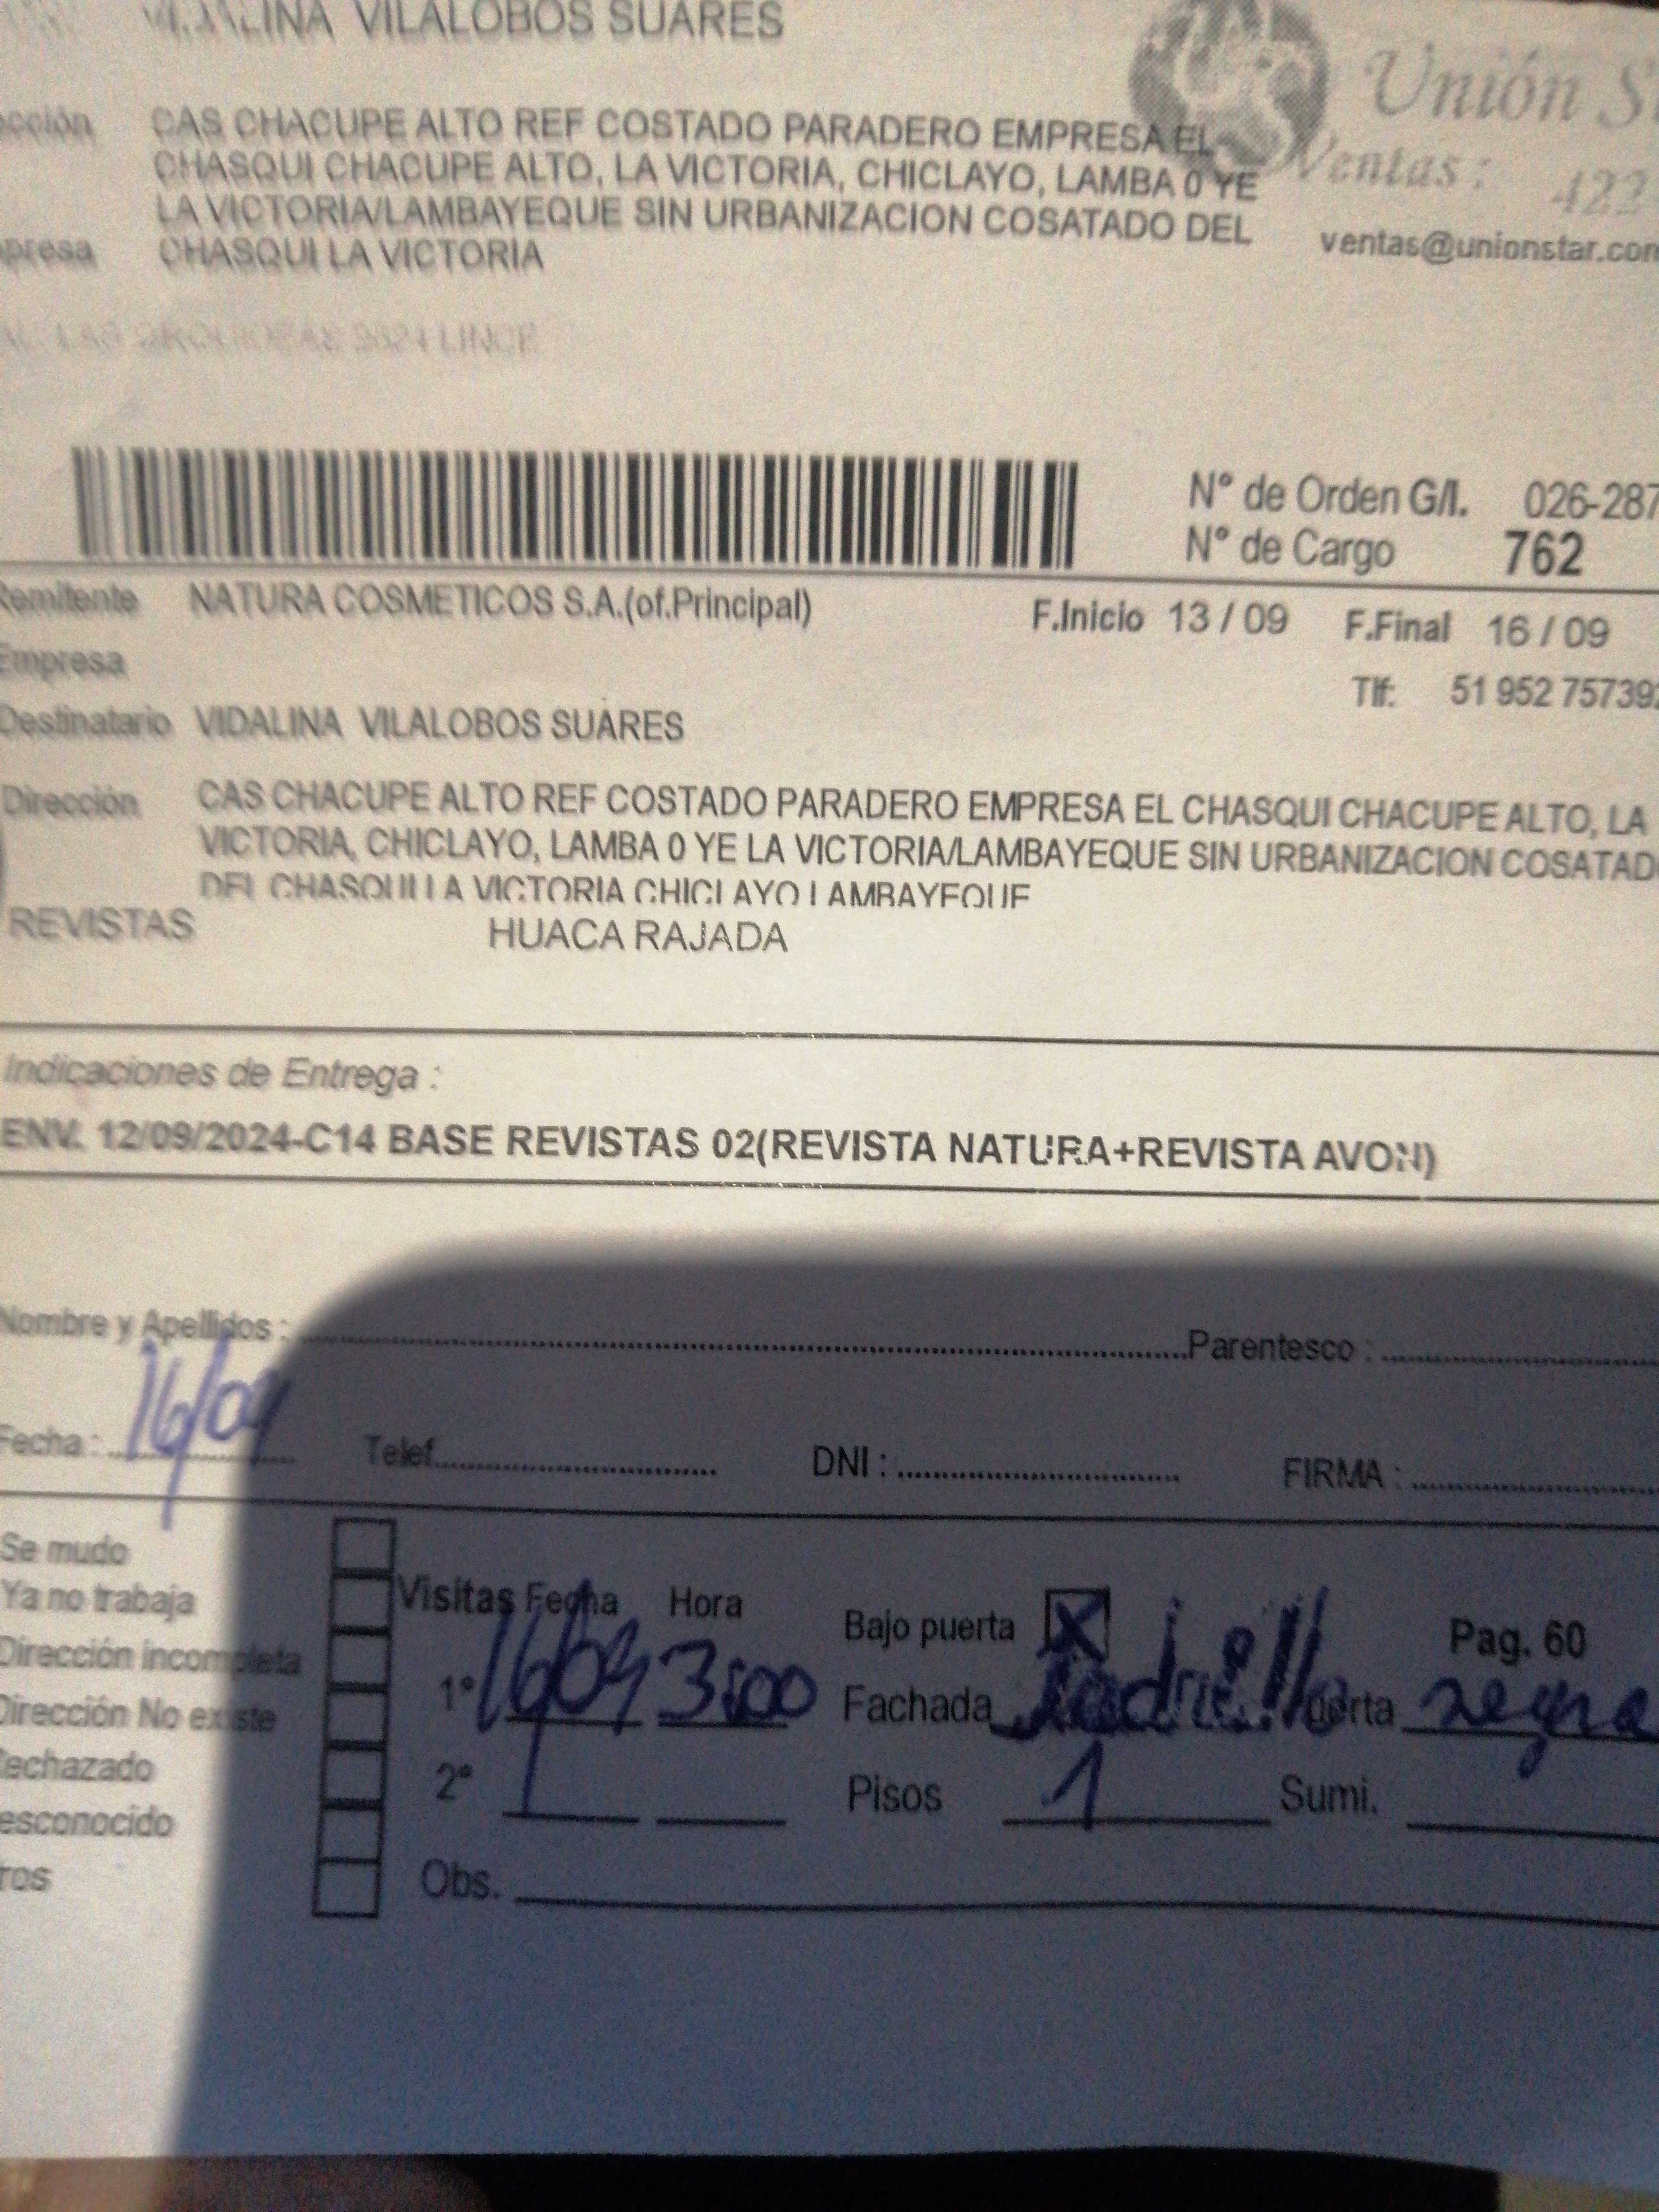 VILALOBOS SUARES
Unión S
CAS CHACUPE ALTO REF COSTADO PARADERO EMPRESA EL
CHASQUI CHACUPE ALTO, LA VICTORIA, CHICLAYO, LAMBA 0 YE
Ventas: 422
LA VICTORIA/LAMBAYEQUE SIN URBANIZACION COSATADO DEL
presa CHASQUI LA VICTORIA
ventas@unionstar.com
N° de Orden G/I. 026-287
N° de Cargo 762
Remitente NATURA COSMETICOS S.A.(of.Principal) F.Inicio 13 / 09 F.Final 16 / 09
Empresa
Tlf: 51 952 757392
Destinatario VIDALINA VILALOBOS SUARES
Dirección CAS CHACUPE ALTO REF COSTADO PARADERO EMPRESA EL CHASQUI CHACUPE ALTO, LA
VICTORIA, CHICLAYO, LAMBA 0 YE LA VICTORIA/LAMBAYEQUE SIN URBANIZACION COSATAD
DEL CHASQUI LA VICTORIA CHICLAYO LAMBAYEQUE
REVISTAS HUACA RAJADA
Indicaciones de Entrega :
ENV. 12/09/2024-C14 BASE REVISTAS 02(REVISTA NATURA+REVISTA AVON)
Nombre y Apellidos : Parentesco :
Fecha : 16/09 Telef. DNI : FIRMA :
Se mudo
Ya no trabaja
Visitas Fecha Hora Bajo puerta X Pag. 60
Dirección incompleta
1° 16/09 3:00 Fachada Ladrillo Puerta negra
Dirección No existe
echazado
2° Pisos 1 Sumi.
esconocido
ros
Obs.